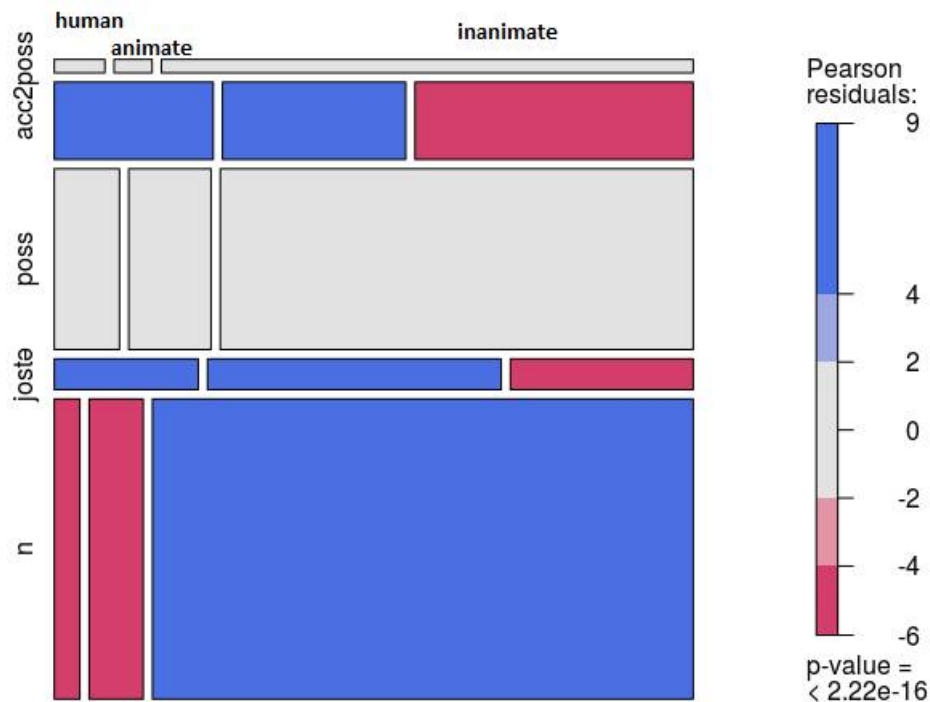 human
animate
inanimate
acc2poss
poss
joste
n
Pearson
residuals:
9
4
2
0
-2
-4
-6
p-value =
< 2.22e-16